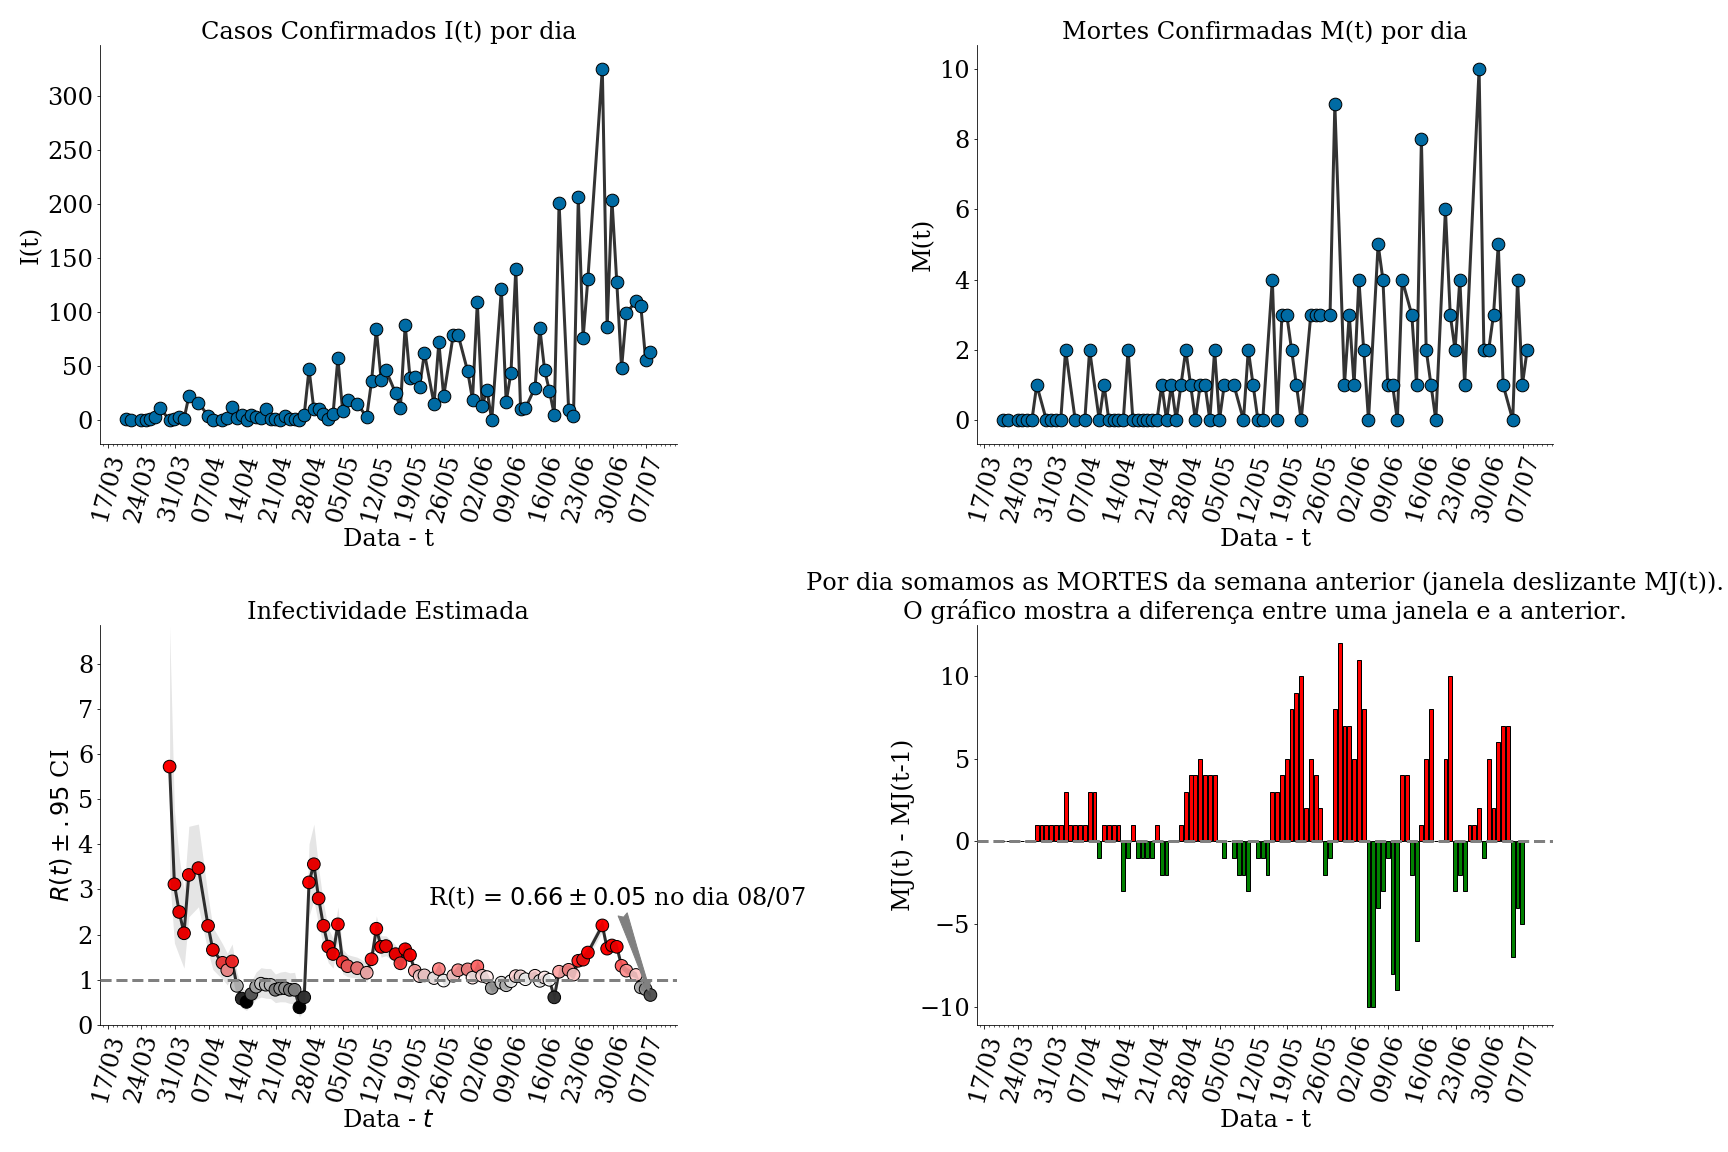 Casos Confirmados I(t) por dia
I(t)
300
250
200
150
100
50
0
17/03 24/03 31/03 07/04 14/04 21/04 28/04 05/05 12/05 19/05 26/05 02/06 09/06 16/06 23/06 30/06 07/07
Data - t
Mortes Confirmadas M(t) por dia
M(t)
10
8
6
4
2
0
17/03 24/03 31/03 07/04 14/04 21/04 28/04 05/05 12/05 19/05 26/05 02/06 09/06 16/06 23/06 30/06 07/07
Data - t
Infectividade Estimada
R(t) ± .95 CI
8
7
6
5
4
3
2
1
0
R(t) = 0.66 ± 0.05 no dia 08/07
17/03 24/03 31/03 07/04 14/04 21/04 28/04 05/05 12/05 19/05 26/05 02/06 09/06 16/06 23/06 30/06 07/07
Data - t
Por dia somamos as MORTES da semana anterior (janela deslizante MJ(t)).
O gráfico mostra a diferença entre uma janela e a anterior.
MJ(t) - MJ(t-1)
10
5
0
−5
−10
17/03 24/03 31/03 07/04 14/04 21/04 28/04 05/05 12/05 19/05 26/05 02/06 09/06 16/06 23/06 30/06 07/07
Data - t